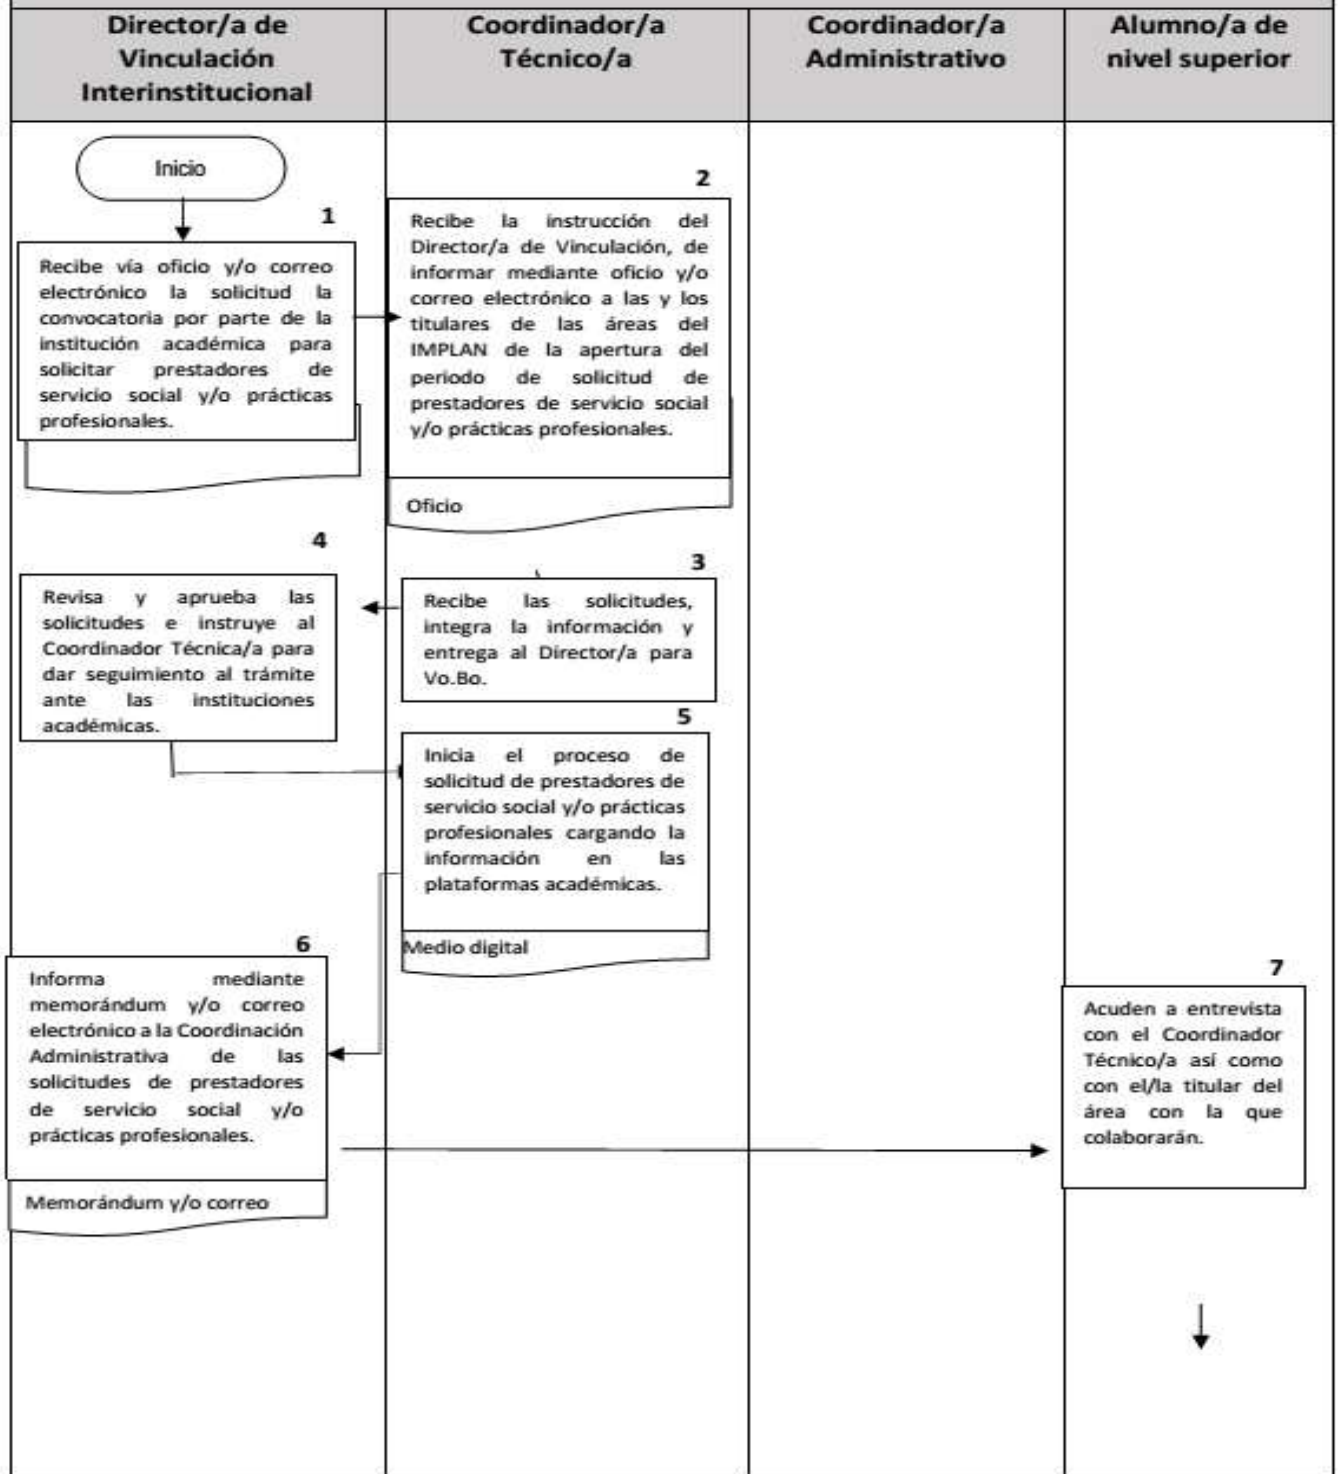 Director/a de
Vinculación
Interinstitucional
Coordinador/a
Técnico/a
Coordinador/a
Administrativo
Alumno/a de
nivel superior
Inicio
1
Recibe vía oficio y/o correo
electrónico la solicitud la
convocatoria por parte de la
institución académica para
solicitar prestadores de
servicio social y/o prácticas
profesionales.
2
Recibe la instrucción del
Director/a de Vinculación, de
informar mediante oficio y/o
correo electrónico a las y los
titulares de las áreas del
IMPLAN de la apertura del
periodo de solicitud de
prestadores de servicio social
y/o prácticas profesionales.
Oficio
3
Recibe las solicitudes,
integra la información y
entrega al Director/a para
Vo.Bo.
4
Revisa y aprueba las
solicitudes e instruye al
Coordinador Técnica/a para
dar seguimiento al trámite
ante las instituciones
académicas.
5
Inicia el proceso de
solicitud de prestadores de
servicio social y/o prácticas
profesionales cargando la
información en las
plataformas académicas.
Medio digital
6
Informa mediante
memorándum y/o correo
electrónico a la Coordinación
Administrativa de las
solicitudes de prestadores
de servicio social y/o
prácticas profesionales.
Memorándum y/o correo
7
Acuden a entrevista
con el Coordinador
Técnico/a así como
con el/la titular del
área con la que
colaborarán.